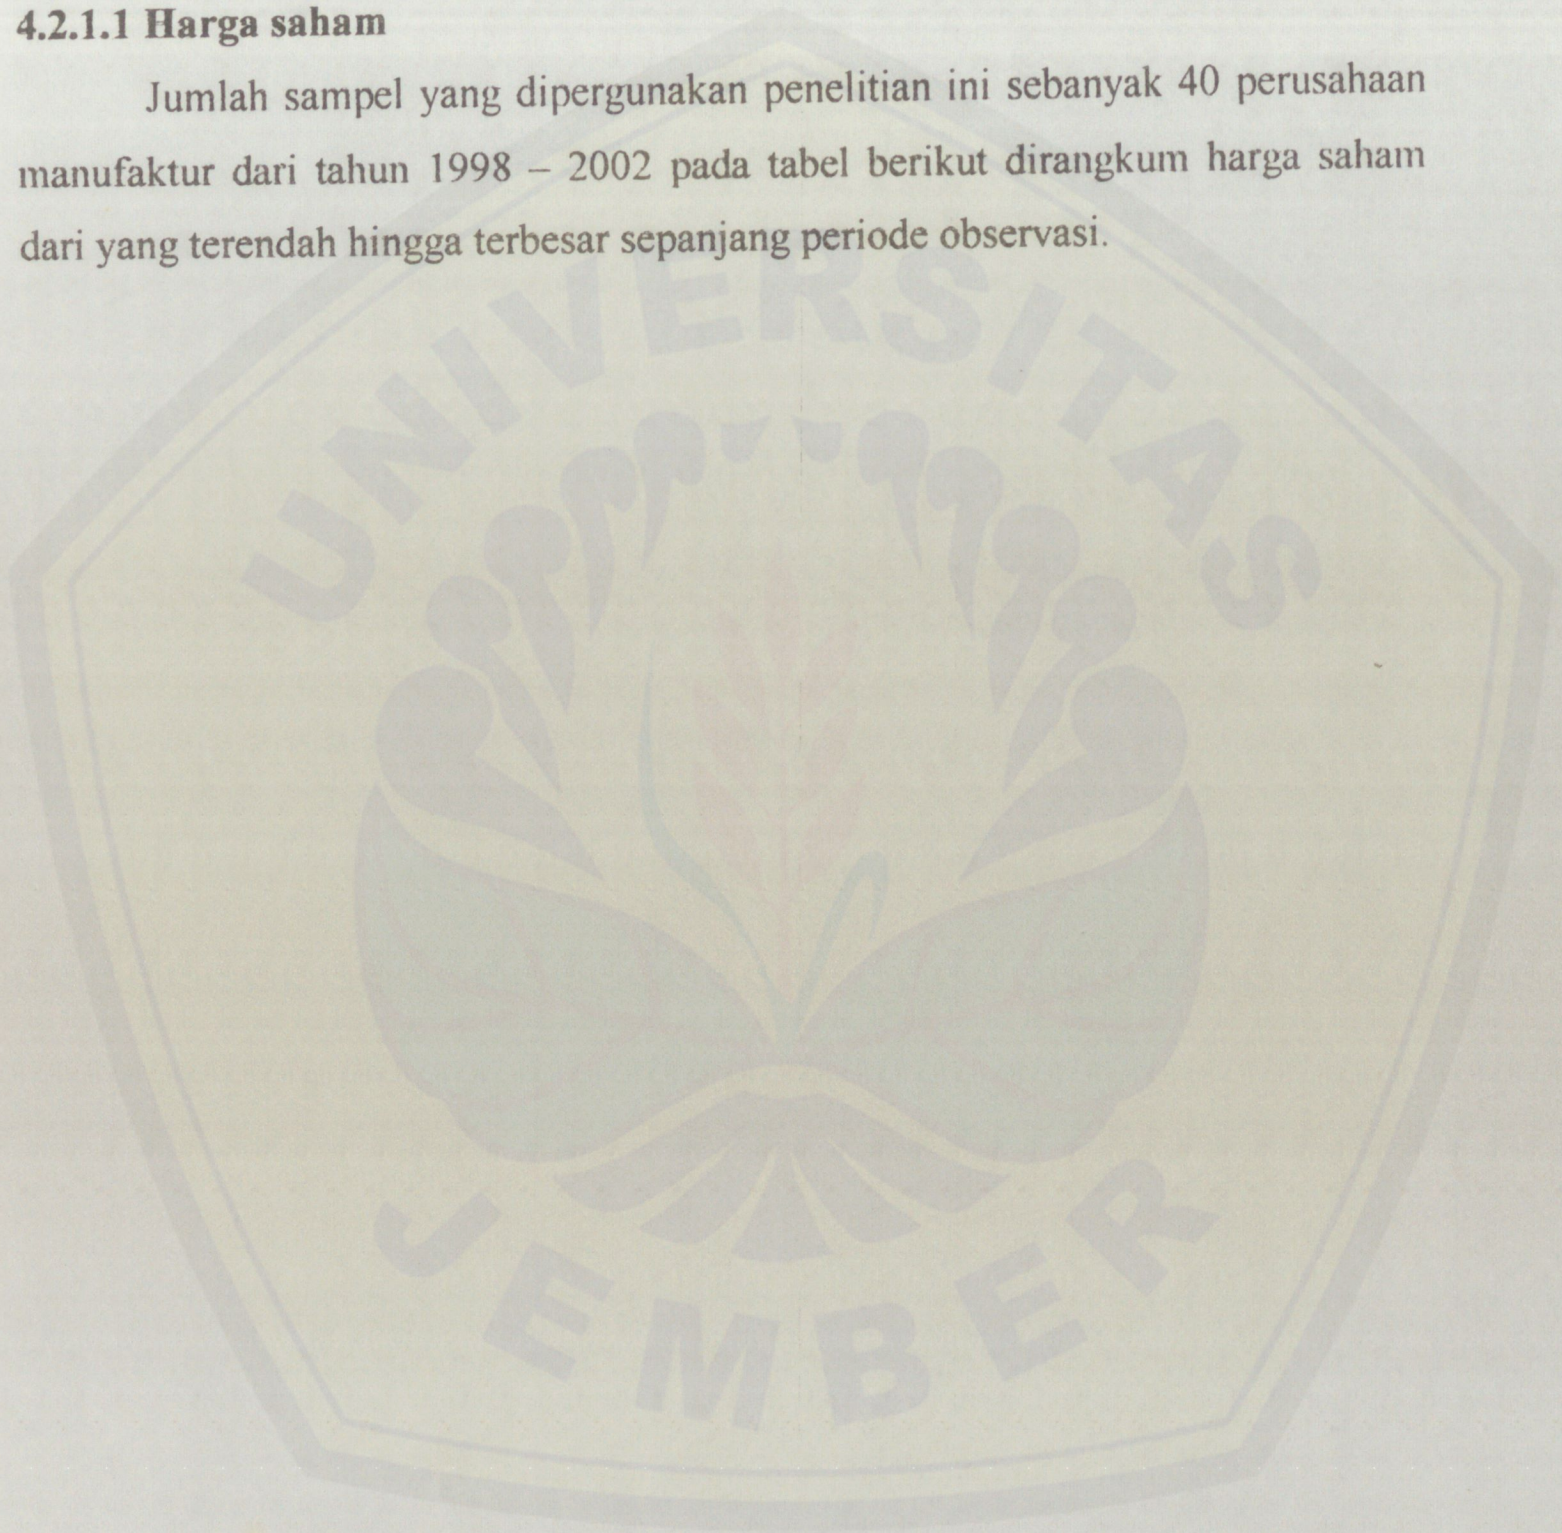 4.2.1.1 Harga saham
Jumlah sampel yang dipergunakan penelitian ini sebanyak 40 perusahaan
manufaktur dari tahun 1998 – 2002 pada tabel berikut dirangkum harga saham
dari yang terendah hingga terbesar sepanjang periode observasi.
UNIVERSITAS
JEMBER